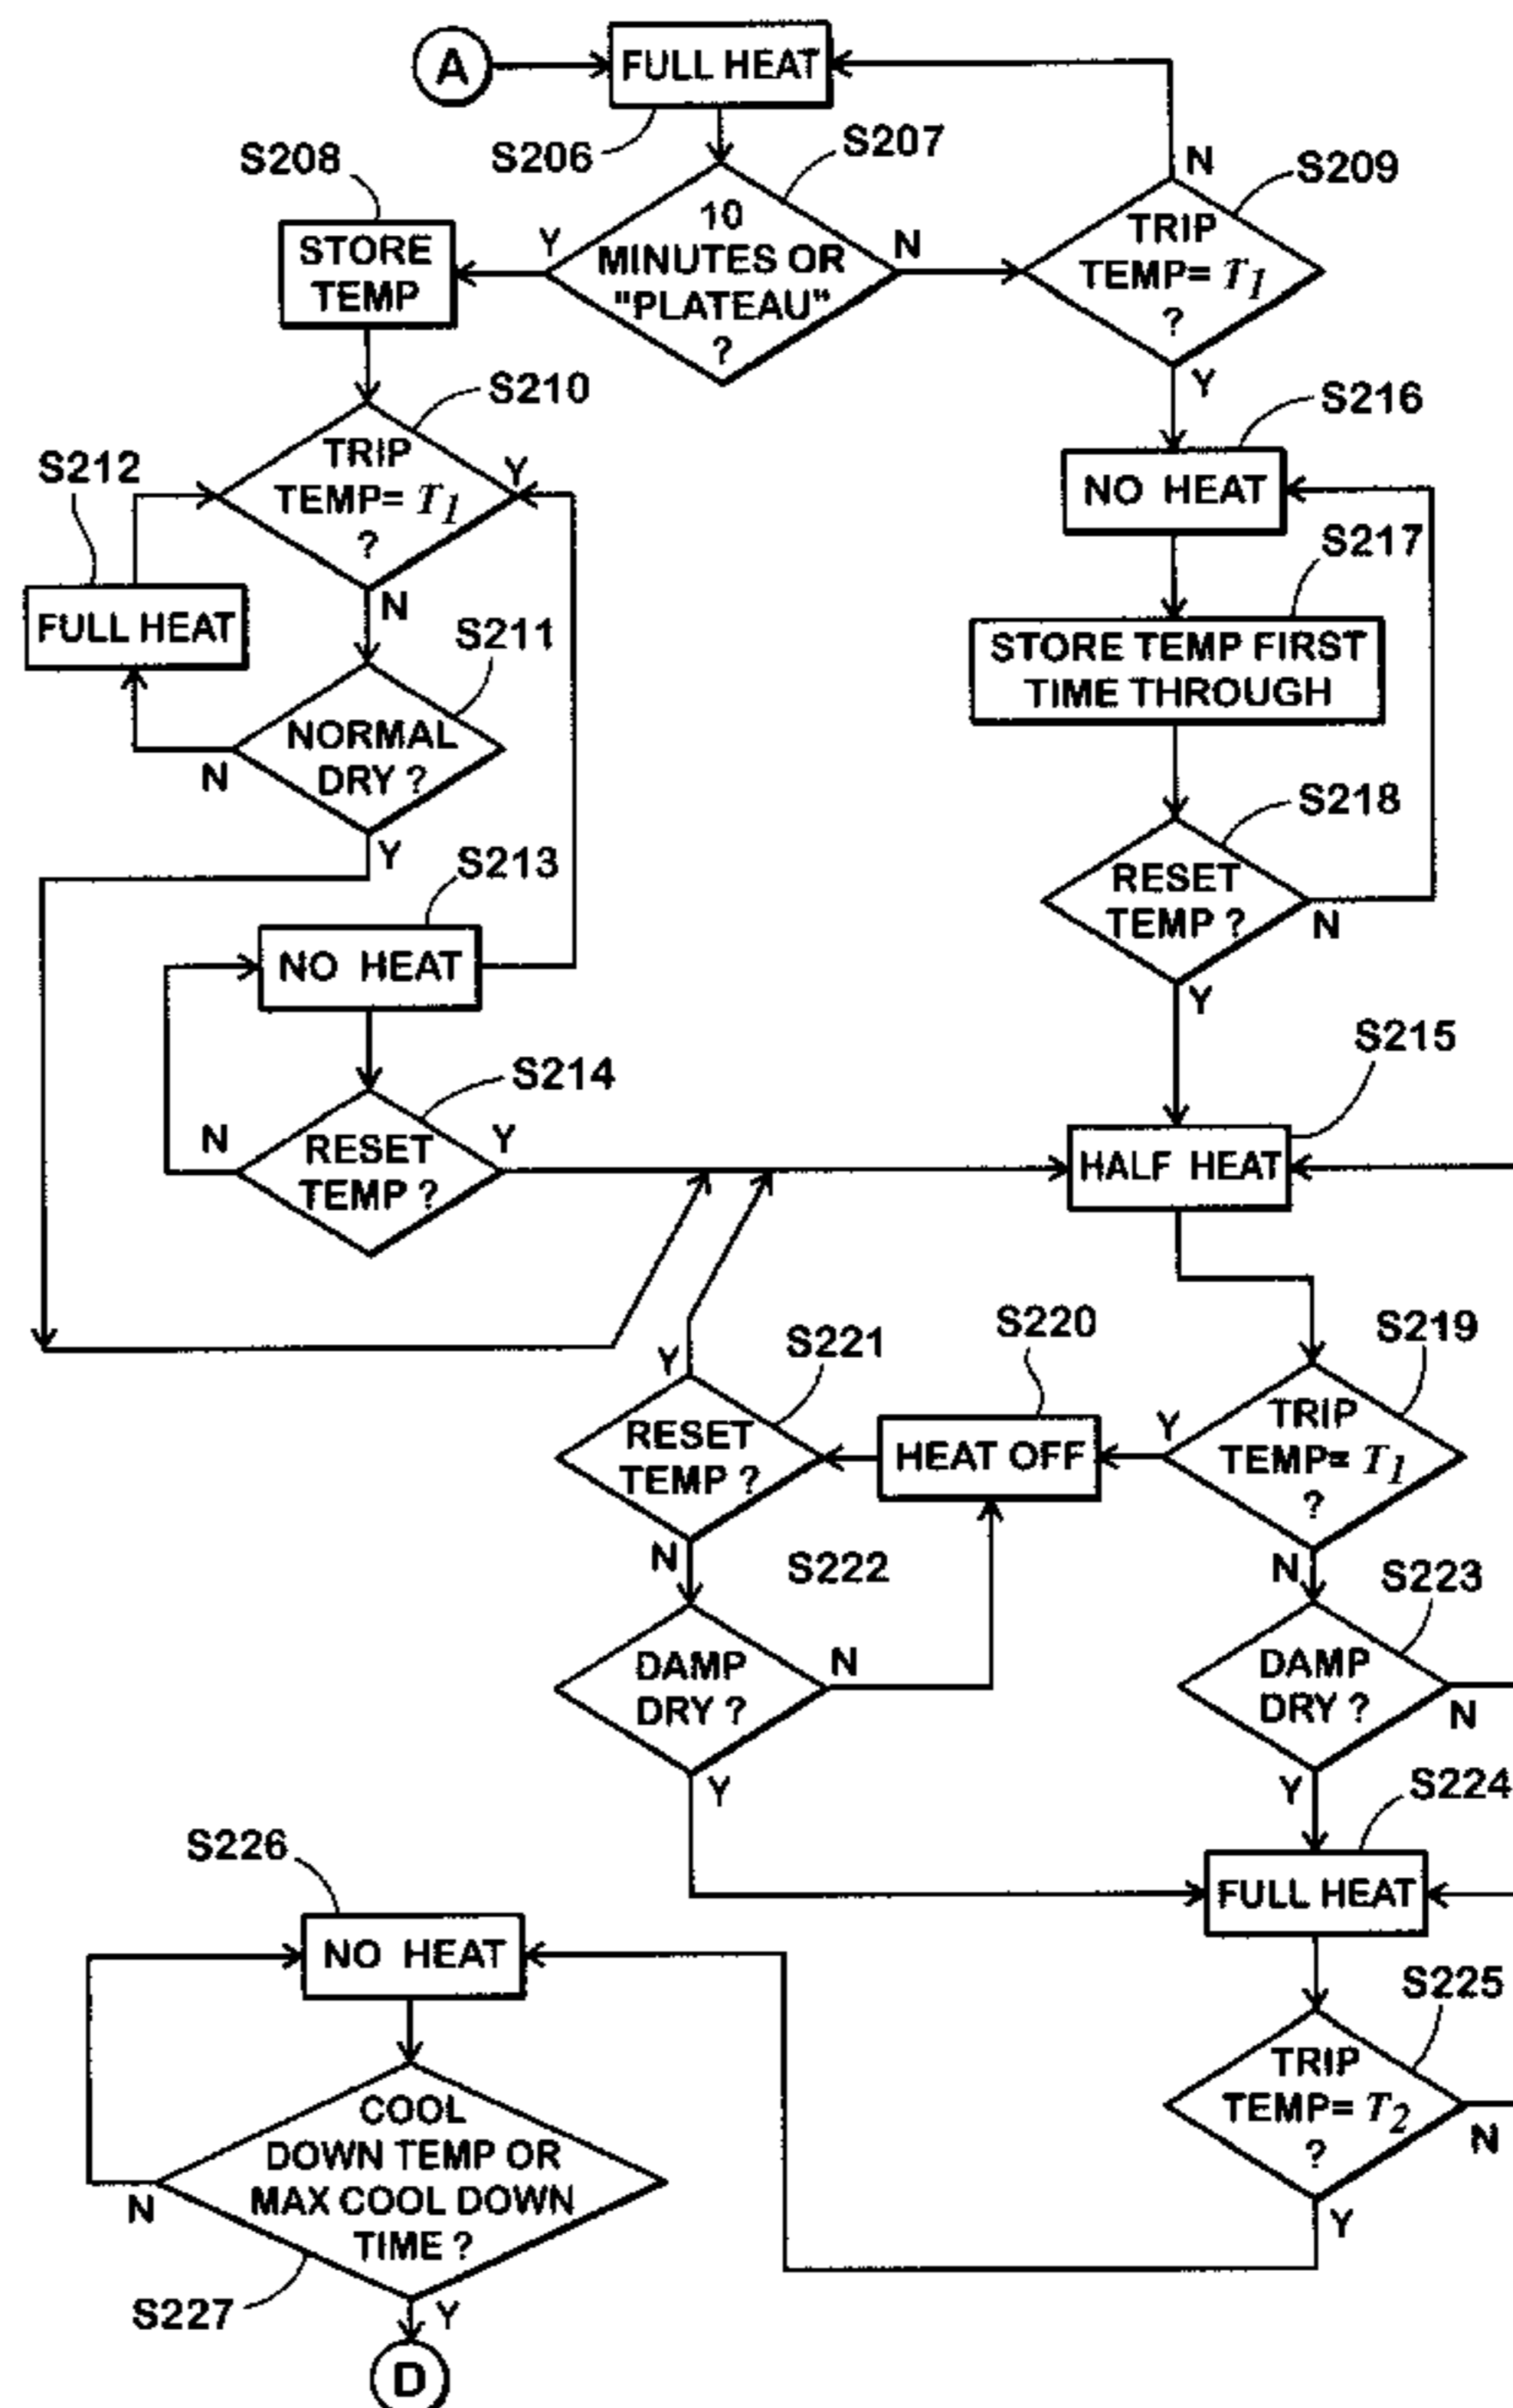 A
FULL HEAT
S206
S207
S208
10
MINUTES OR
"PLATEAU"
?
Y
N
STORE
TEMP
S209
TRIP
TEMP= T1
?
N
Y
S210
TRIP
TEMP= T1
?
Y
N
S212
FULL HEAT
S211
NORMAL
DRY ?
N
Y
S213
NO HEAT
S214
RESET
TEMP ?
N
Y
S216
NO HEAT
S217
STORE TEMP FIRST
TIME THROUGH
S218
RESET
TEMP ?
N
Y
S215
HALF HEAT
S219
TRIP
TEMP= T1
?
Y
N
S220
HEAT OFF
S221
RESET
TEMP ?
Y
N
S222
DAMP
DRY ?
N
Y
S223
DAMP
DRY ?
N
Y
S224
FULL HEAT
S225
TRIP
TEMP= T2
?
N
Y
S226
NO HEAT
COOL
DOWN TEMP OR
MAX COOL DOWN
TIME ?
N
Y
S227
D